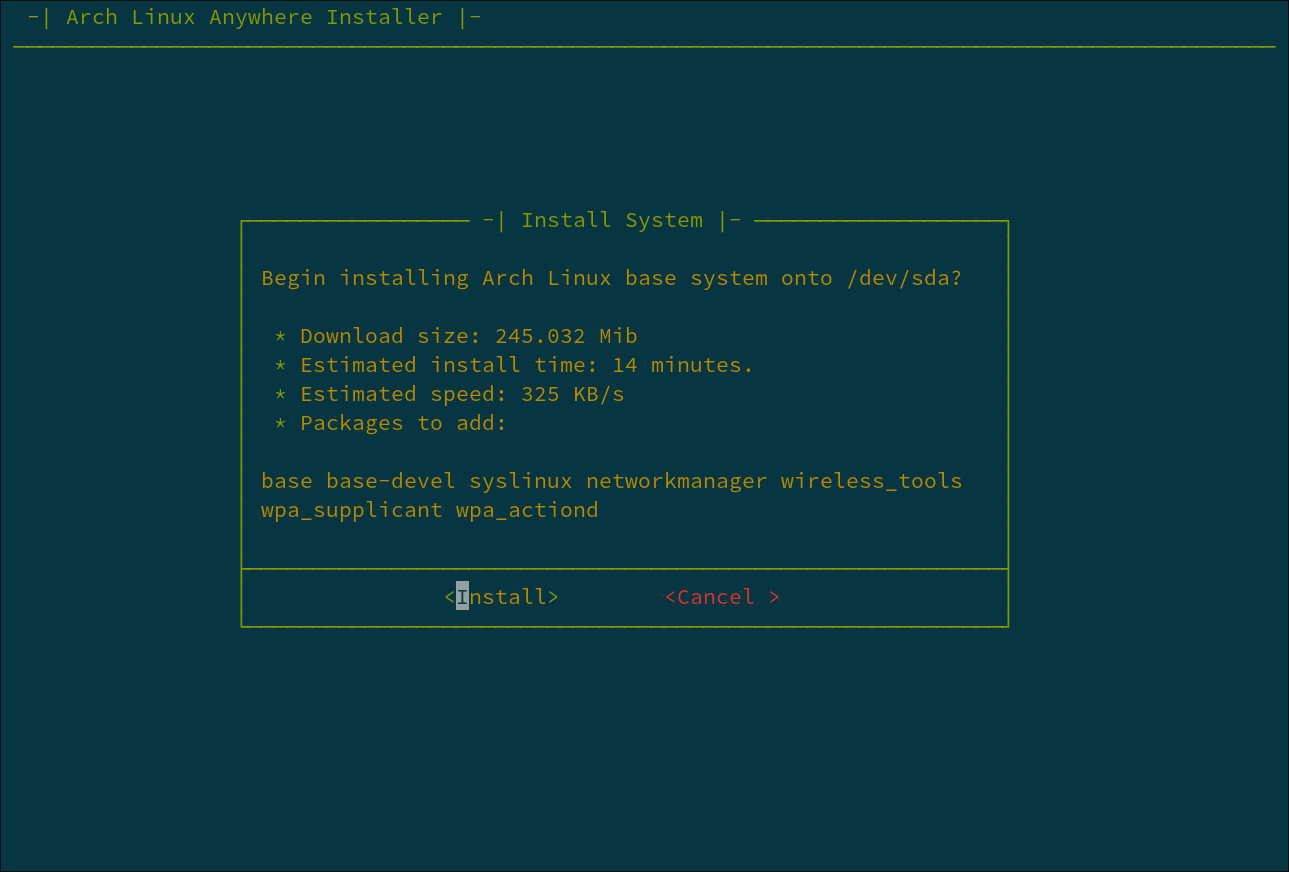 -| Arch Linux Anywhere Installer |-
-| Install System |-
Begin installing Arch Linux base system onto /dev/sda?
* Download size: 245.032 Mib
* Estimated install time: 14 minutes.
* Estimated speed: 325 KB/s
* Packages to add:
base base-devel syslinux networkmanager wireless_tools
wpa_supplicant wpa_actiond
<Install> <Cancel >